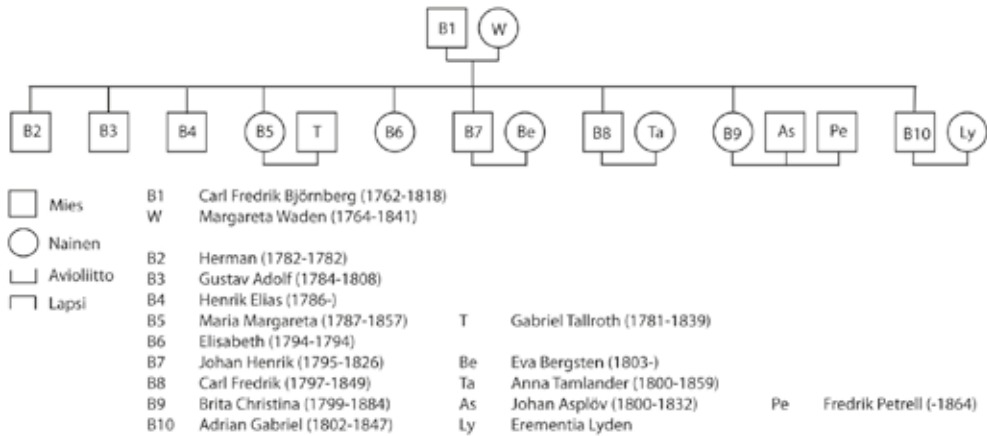 B1 W
B2 B3 B4 B5 T B6 B7 Be B8 Ta B9 As Pe B10 Ly
Mies
Nainen
Avioliitto
Lapsi
B1 Carl Fredrik Björnberg (1762-1818)
W Margareta Waden (1764-1841)
B2 Herman (1782-1782)
B3 Gustav Adolf (1784-1808)
B4 Henrik Elias (1786-)
B5 Maria Margareta (1787-1857) T Gabriel Tallroth (1781-1839)
B6 Elisabeth (1794-1794)
B7 Johan Henrik (1795-1826) Be Eva Bergsten (1803-)
B8 Carl Fredrik (1797-1849) Ta Anna Tamlander (1800-1859)
B9 Brita Christina (1799-1884) As Johan Asplöv (1800-1832) Pe Fredrik Petrell (-1864)
B10 Adrian Gabriel (1802-1847) Ly Erementia Lyden